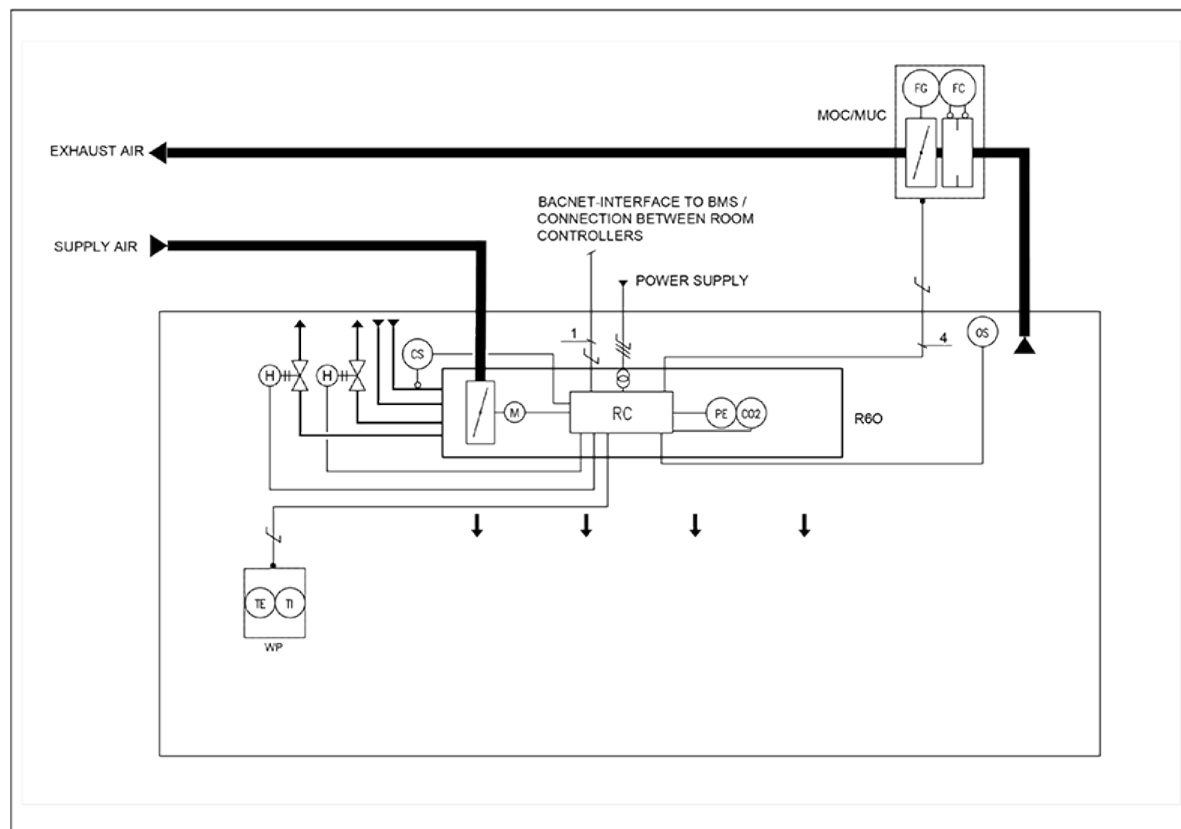 FG FC
MOC/MUC
EXHAUST AIR
BACNET-INTERFACE TO BMS /
CONNECTION BETWEEN ROOM
CONTROLLERS
SUPPLY AIR
POWER SUPPLY
1
4
OS
CS
H
H
M
RC
PE CO2
R6O
TE TI
WP